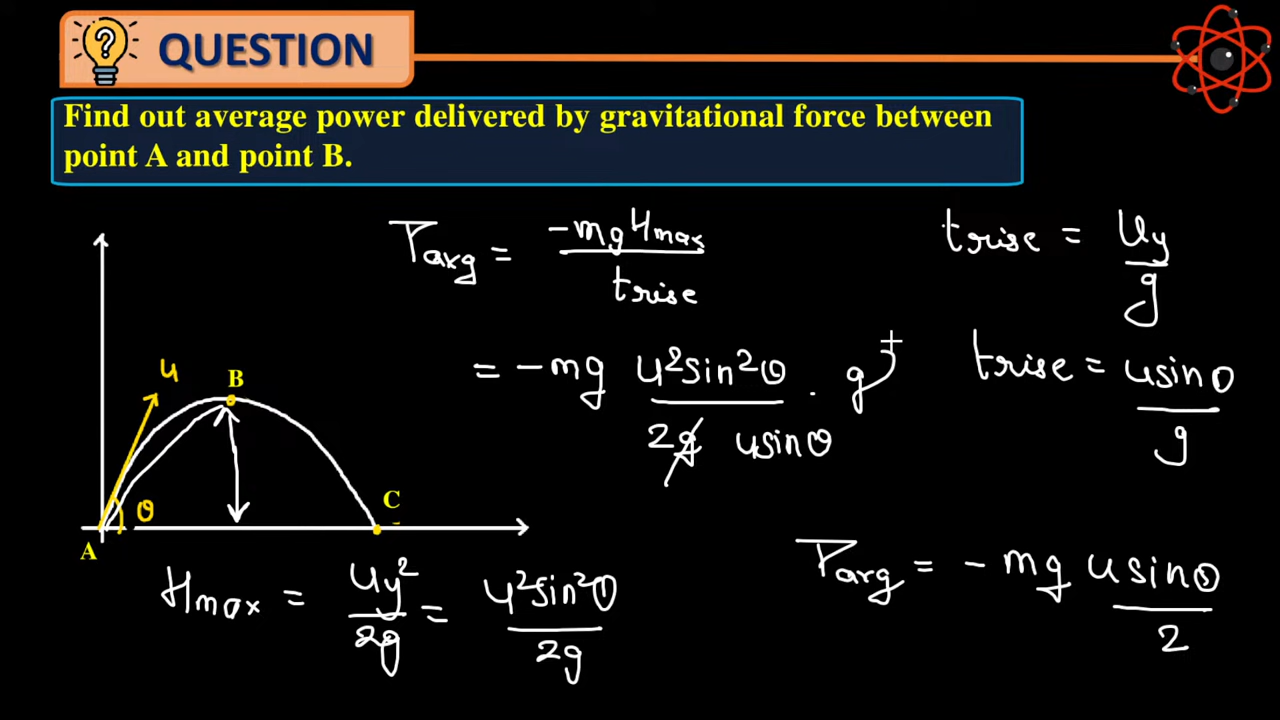 ?
QUESTION
Find out average power delivered by gravitational force between
point A and point B.
Pavg = -mgHmax / trise
trise = uy / g
= -mg u²sin²θ / 2g usinθ . g
trise = usinθ / g
u
B
θ
C
A
Hmax = uy² / 2g = u²sin²θ / 2g
Pavg = -mg usinθ / 2